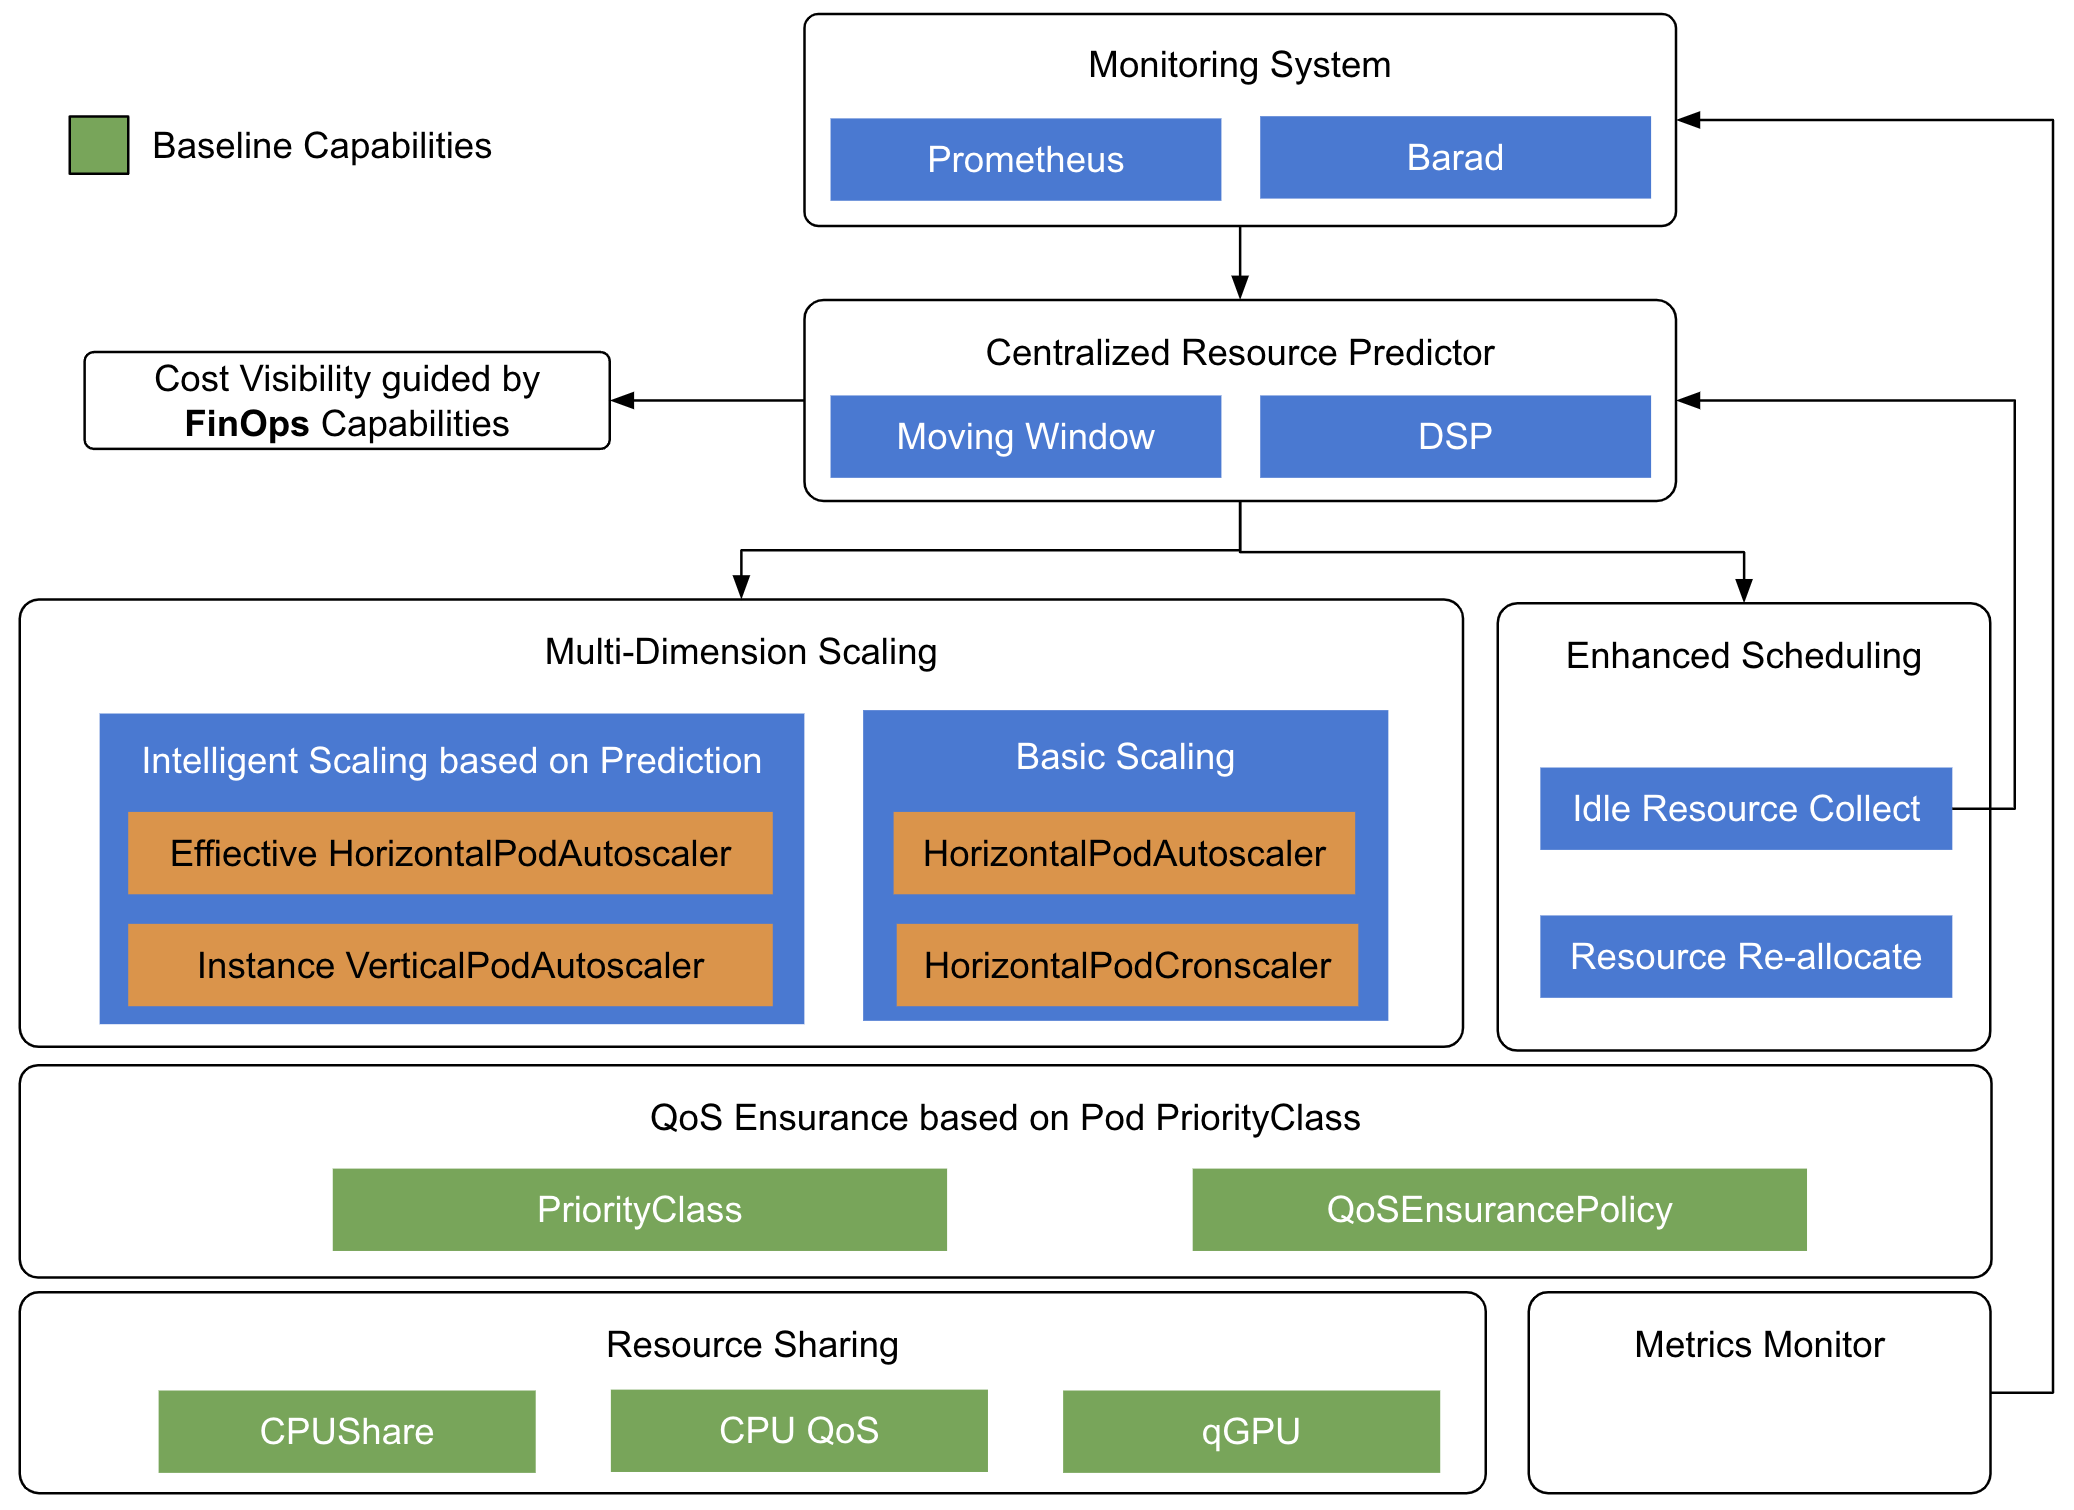 Monitoring System
Baseline Capabilities
Prometheus
Barad
Centralized Resource Predictor
Cost Visibility guided by
FinOps Capabilities
Moving Window
DSP
Multi-Dimension Scaling
Enhanced Scheduling
Intelligent Scaling based on Prediction
Basic Scaling
Effiective HorizontalPodAutoscaler
HorizontalPodAutoscaler
Idle Resource Collect
Instance VerticalPodAutoscaler
HorizontalPodCronscaler
Resource Re-allocate
QoS Ensurance based on Pod PriorityClass
PriorityClass
QoSEnsurancePolicy
Resource Sharing
Metrics Monitor
CPUShare
CPU QoS
qGPU